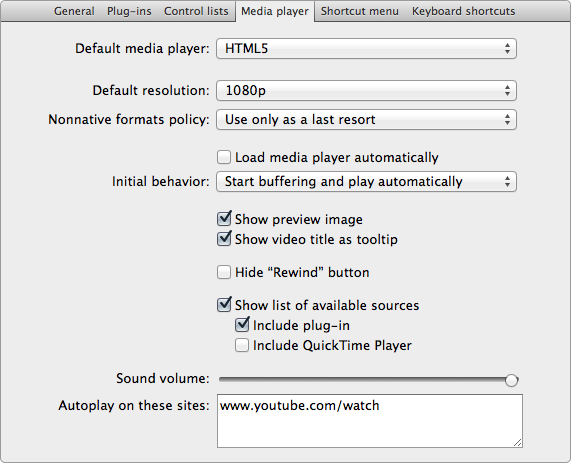 General Plug-ins Control lists Media player Shortcut menu Keyboard shortcuts
Default media player: HTML5
Default resolution: 1080p
Nonnative formats policy: Use only as a last resort
Load media player automatically
Initial behavior: Start buffering and play automatically
Show preview image
Show video title as tooltip
Hide “Rewind” button
Show list of available sources
Include plug-in
Include QuickTime Player
Sound volume:
Autoplay on these sites: www.youtube.com/watch